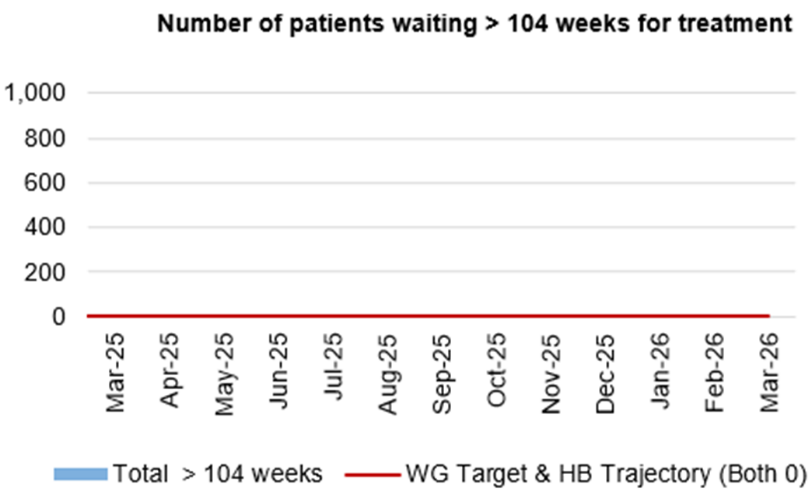 Number of patients waiting > 104 weeks for treatment
1,000
800
600
400
200
0
Mar-25
Apr-25
May-25
Jun-25
Jul-25
Aug-25
Sep-25
Oct-25
Nov-25
Dec-25
Jan-26
Feb-26
Mar-26
Total > 104 weeks
WG Target & HB Trajectory (Both 0)